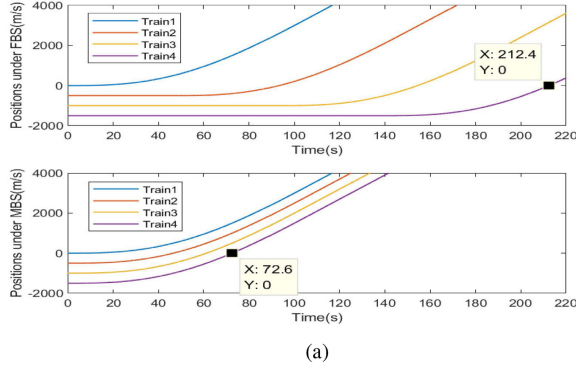 Positions under FBS(m/s)
4000
2000
0
-2000
Train1
Train2
Train3
Train4
X: 212.4
Y: 0
0 20 40 60 80 100 120 140 160 180 200 220
Time(s)
Positions under MBS(m/s)
4000
2000
0
-2000
Train1
Train2
Train3
Train4
X: 72.6
Y: 0
0 20 40 60 80 100 120 140 160 180 200 220
Time(s)
(a)